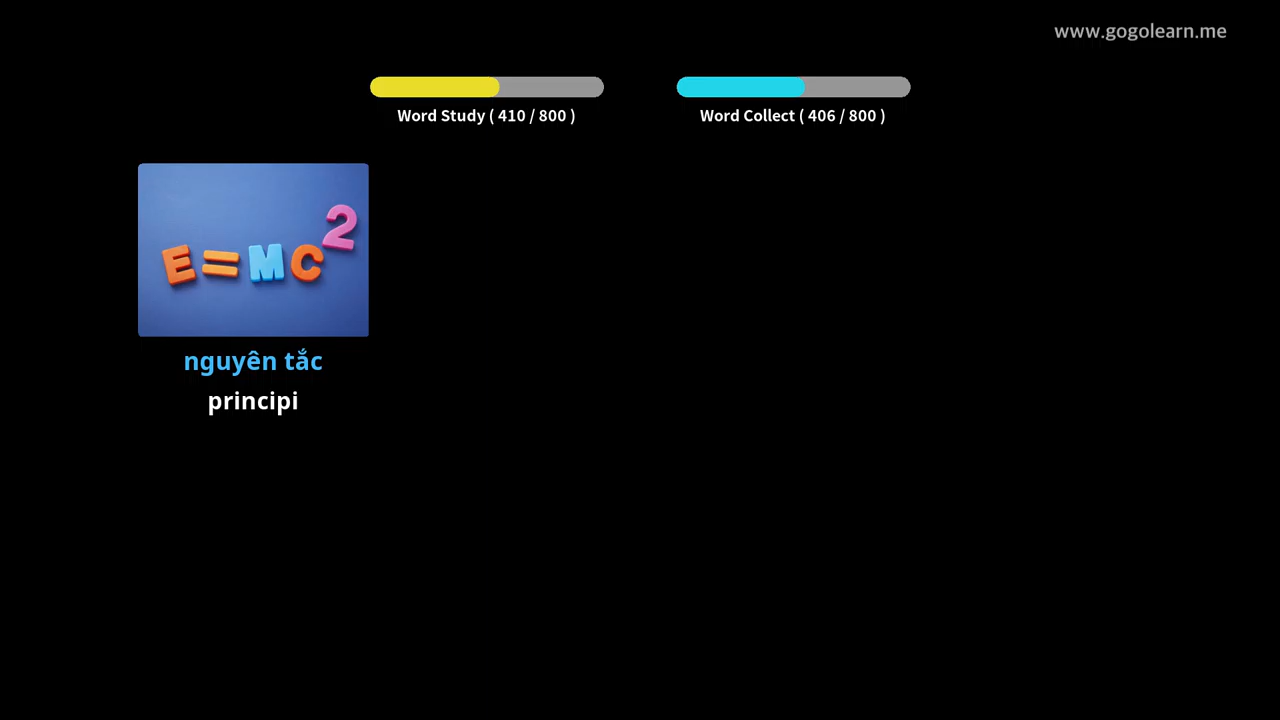 www.gogolearn.me
Word Study ( 410 / 800 )
Word Collect ( 406 / 800 )
E=MC2
nguyên tắc
principi